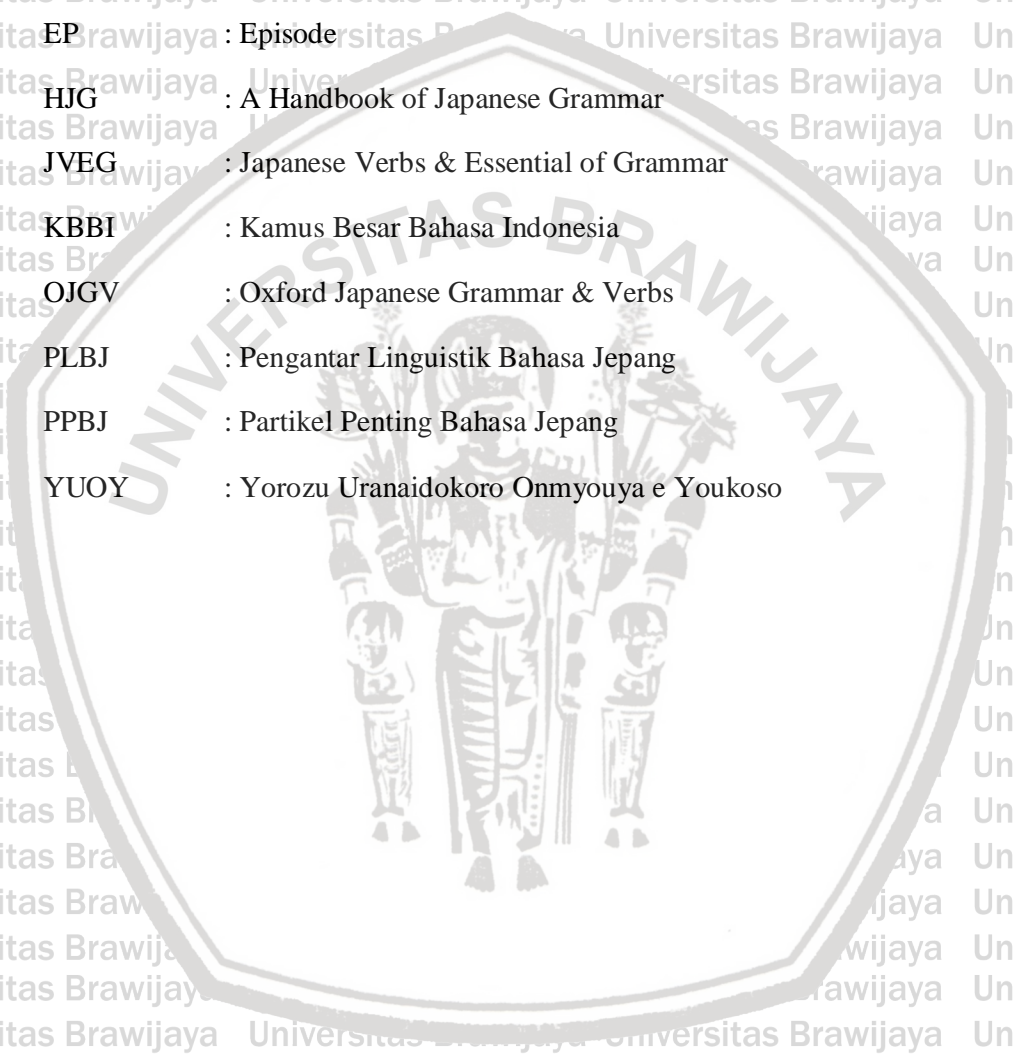 EP : Episode
HJG : A Handbook of Japanese Grammar
JVEG : Japanese Verbs & Essential of Grammar
KBBI : Kamus Besar Bahasa Indonesia
OJGV : Oxford Japanese Grammar & Verbs
PLBJ : Pengantar Linguistik Bahasa Jepang
PPBJ : Partikel Penting Bahasa Jepang
YUOY : Yorozu Uranaidokoro Onmyouya e Youkoso
UNIVERSITAS BRAWIJAYA